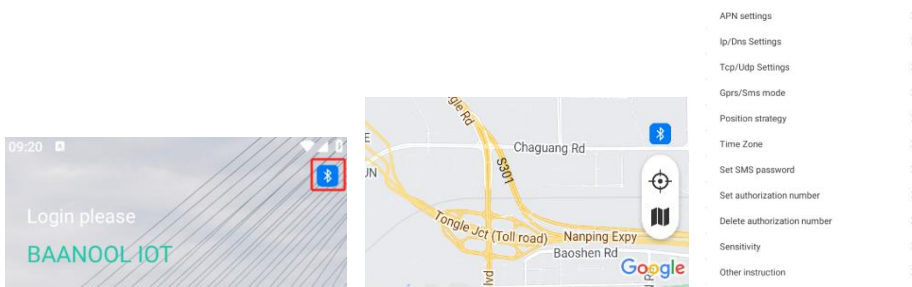 09:20
Login please
BAANOOL IOT
Chaguang Rd
S301
Tongle Jct (Toll road)
Nanping Expy
Baoshen Rd
Google
APN settings
Ip/Dns Settings
Tcp/Udp Settings
Gprs/Sms mode
Position strategy
Time Zone
Set SMS password
Set authorization number
Delete authorization number
Sensitivity
Other instruction